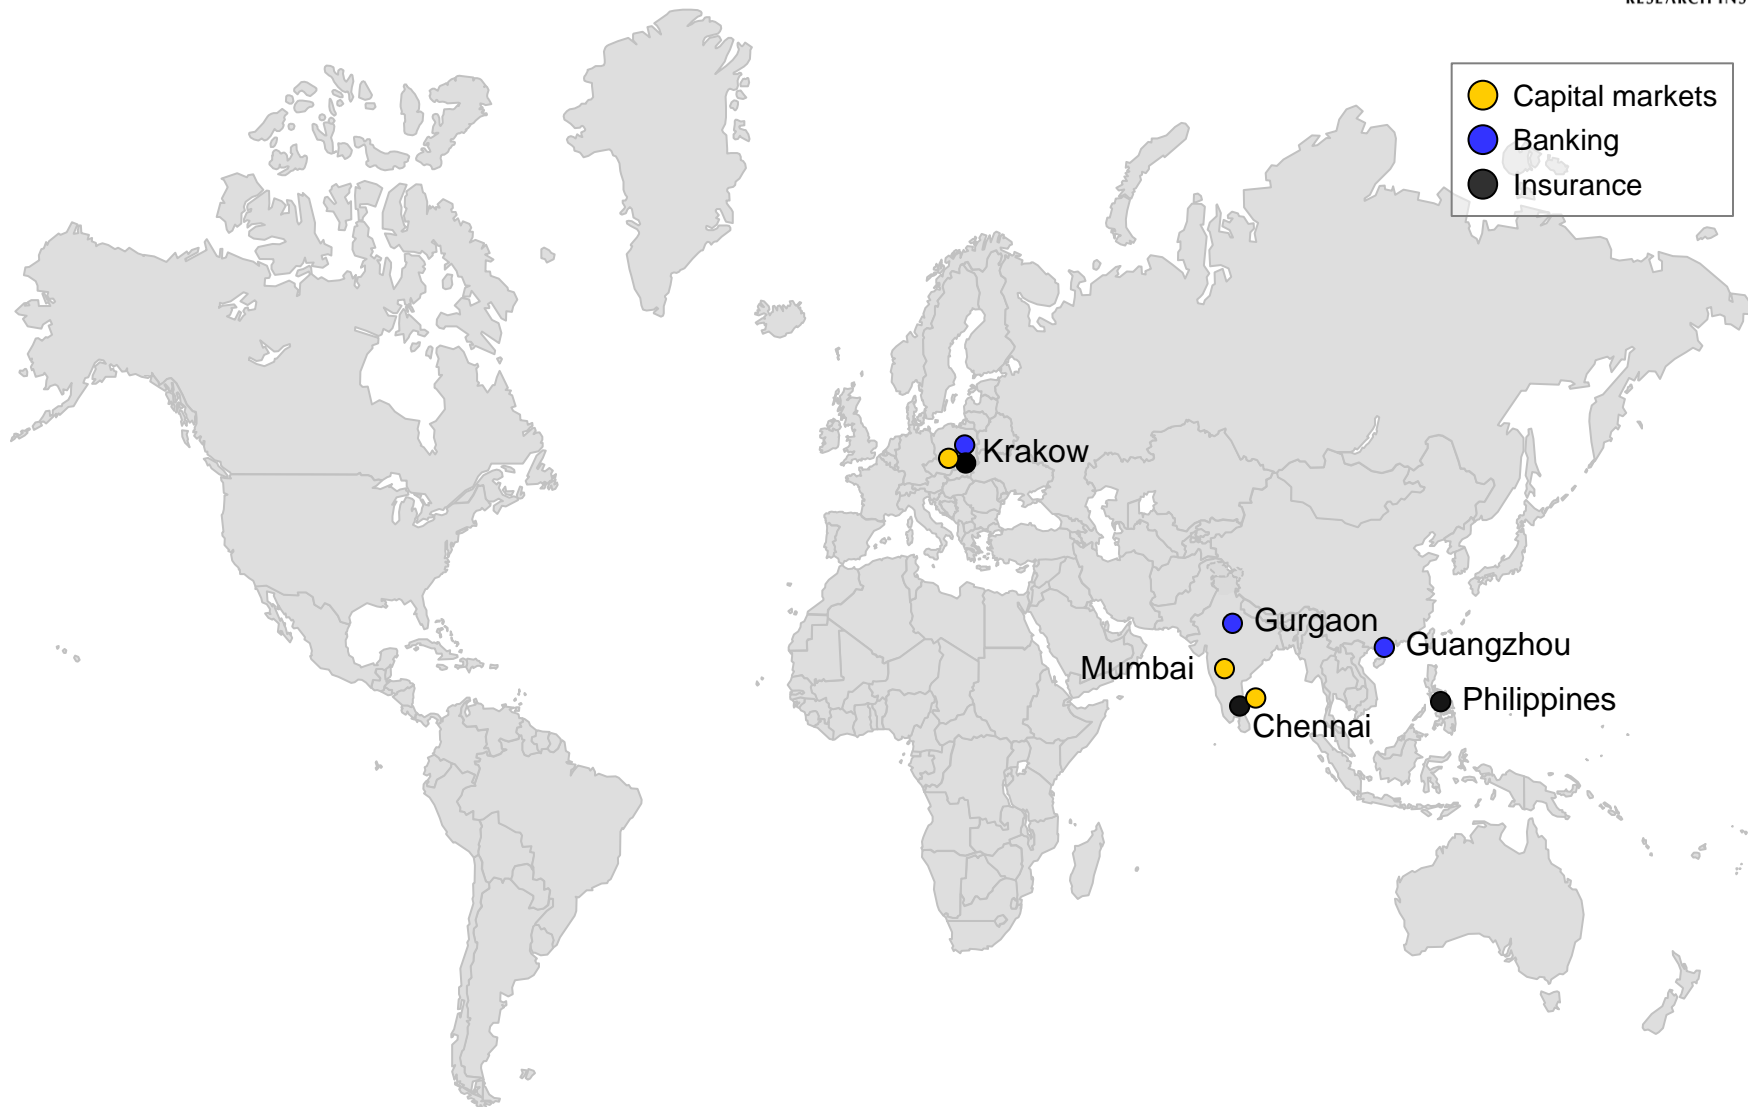 Capital markets
Banking
Insurance
Krakow
Gurgaon
Guangzhou
Mumbai
Philippines
Chennai